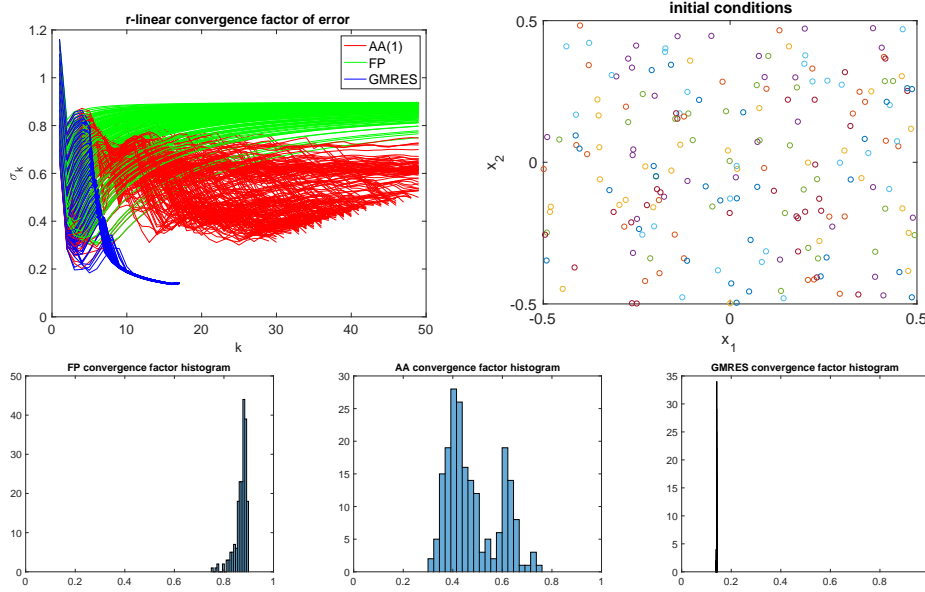 r-linear convergence factor of error
1.2
1
0.8
0.6
0.4
0.2
0
σk
0 10 20 30 40 50
k
AA(1)
FP
GMRES
initial conditions
0.5
0
-0.5
x2
-0.5 0 0.5
x1
FP convergence factor histogram
50
40
30
20
10
0
0 0.2 0.4 0.6 0.8 1
AA convergence factor histogram
30
25
20
15
10
5
0
0 0.2 0.4 0.6 0.8 1
GMRES convergence factor histogram
35
30
25
20
15
10
5
0
0 0.2 0.4 0.6 0.8